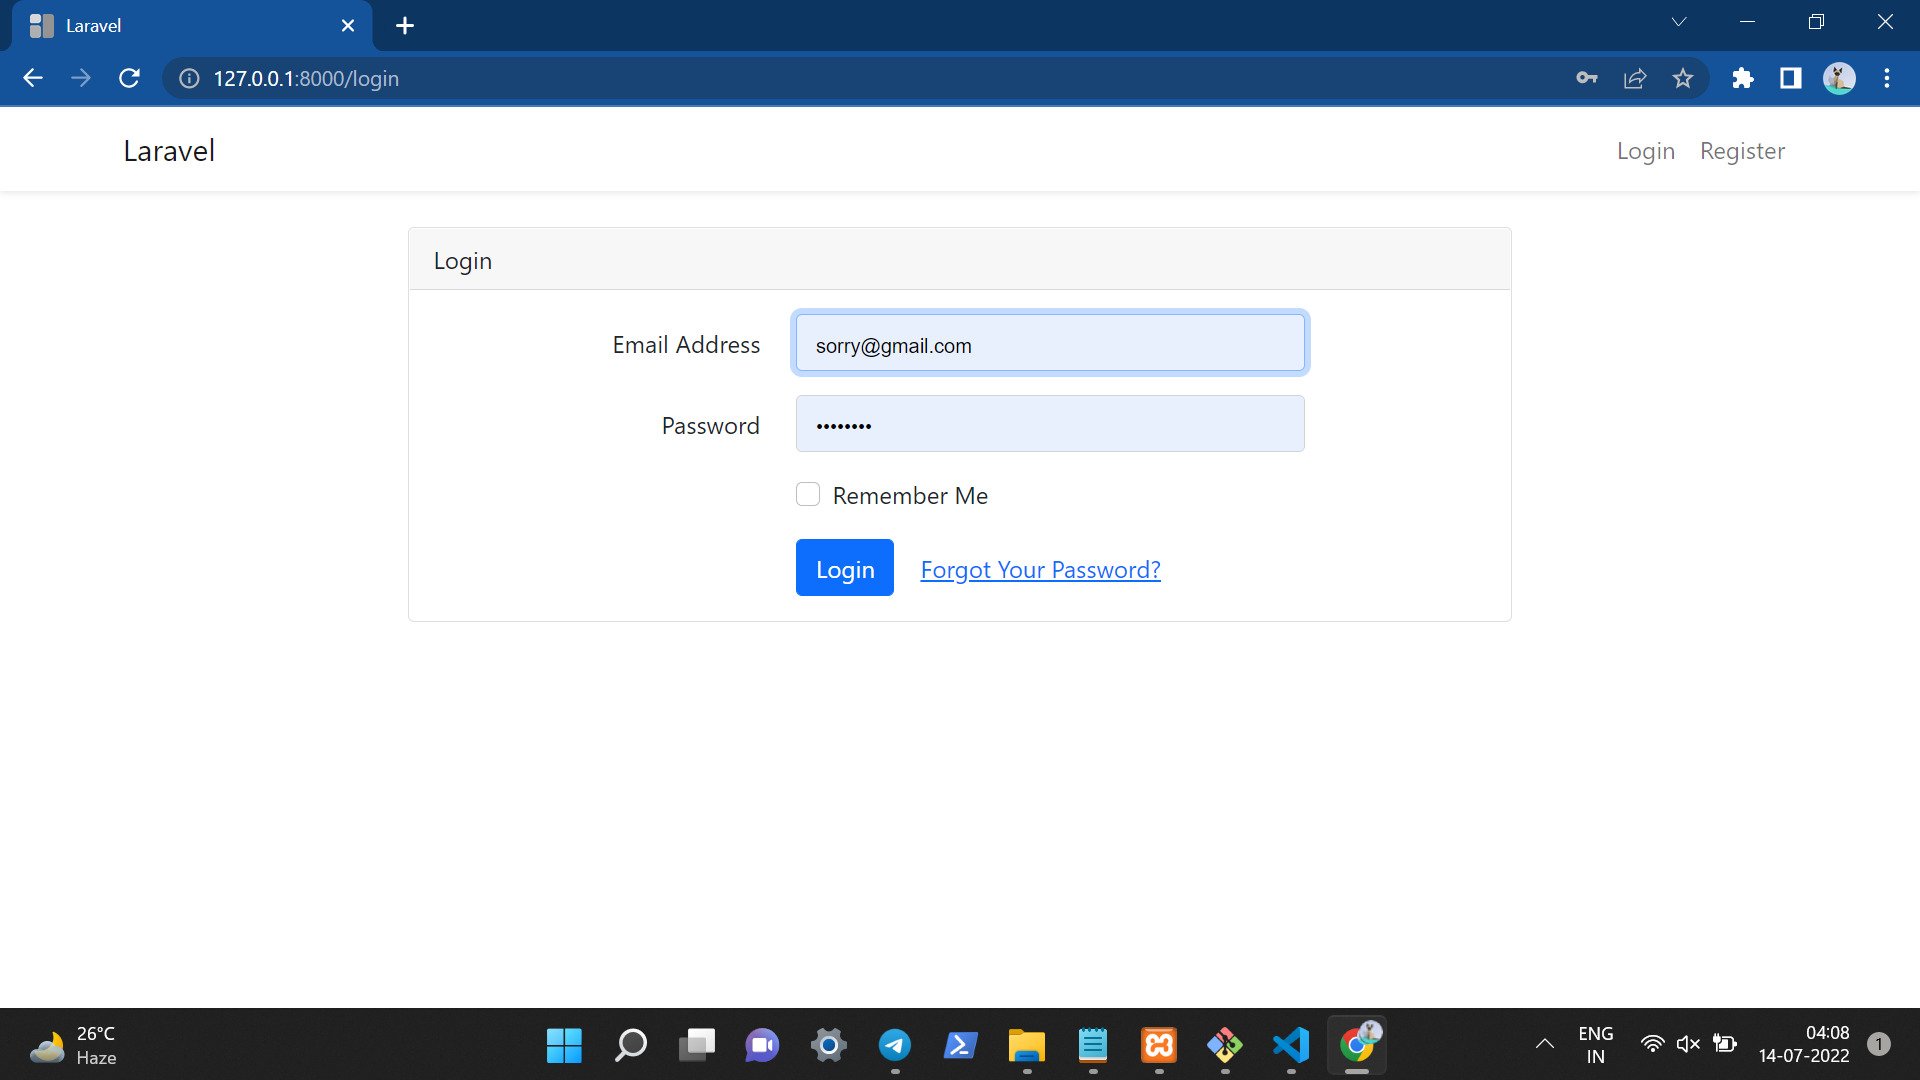 Laravel
127.0.0.1:8000/login
Laravel
Login Register
Login
Email Address sorry@gmail.com
Password ••••••••
Remember Me
Login Forgot Your Password?
26°C
Haze
ENG
IN
04:08
14-07-2022
1